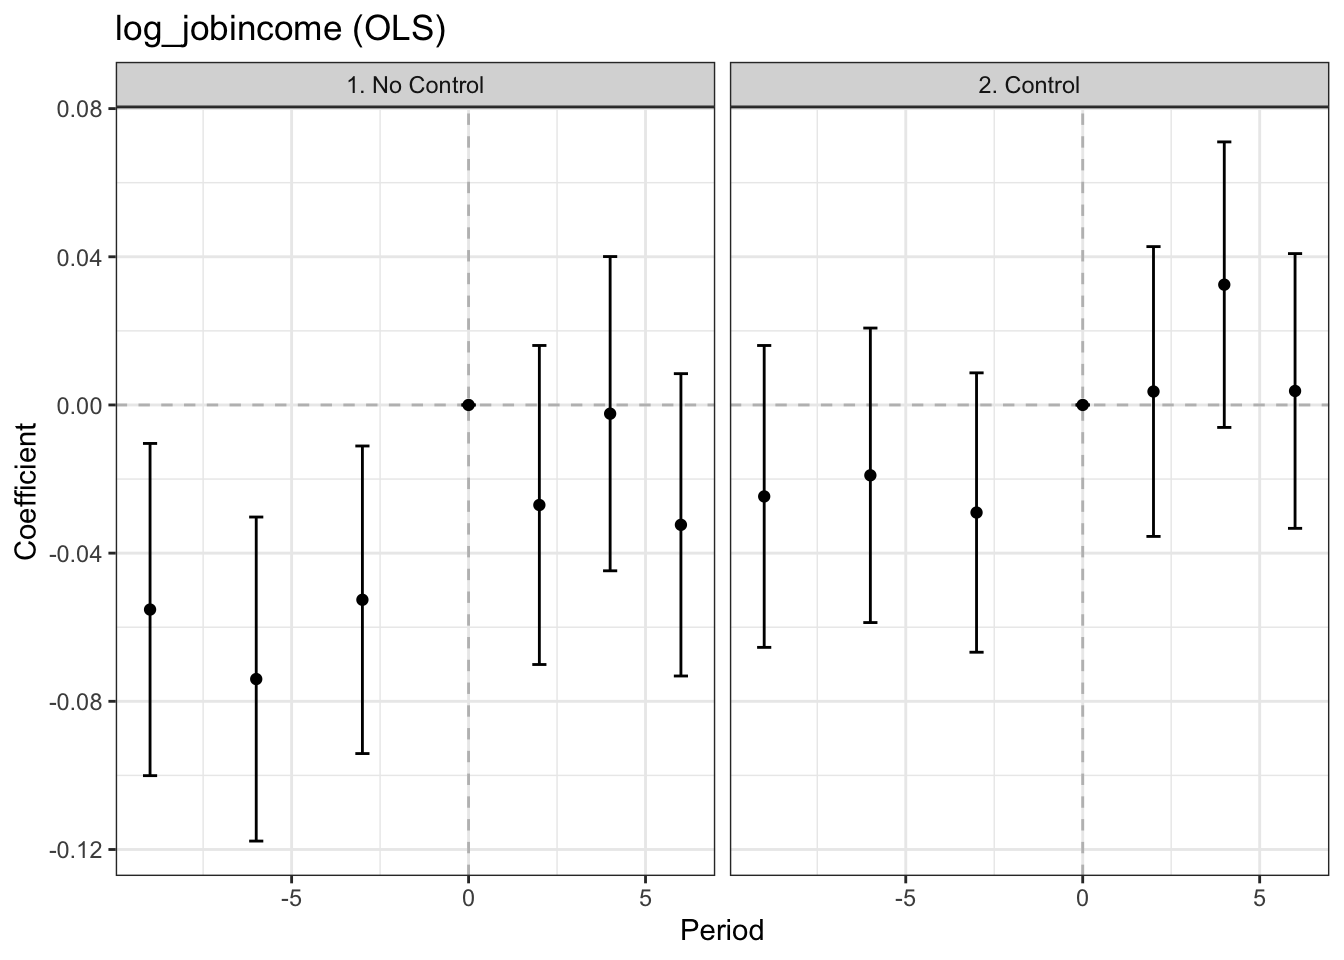 log_jobincome (OLS)
1. No Control
2. Control
0.08
0.04
0.00
-0.04
-0.08
-0.12
Coefficient
-5
0
5
-5
0
5
Period